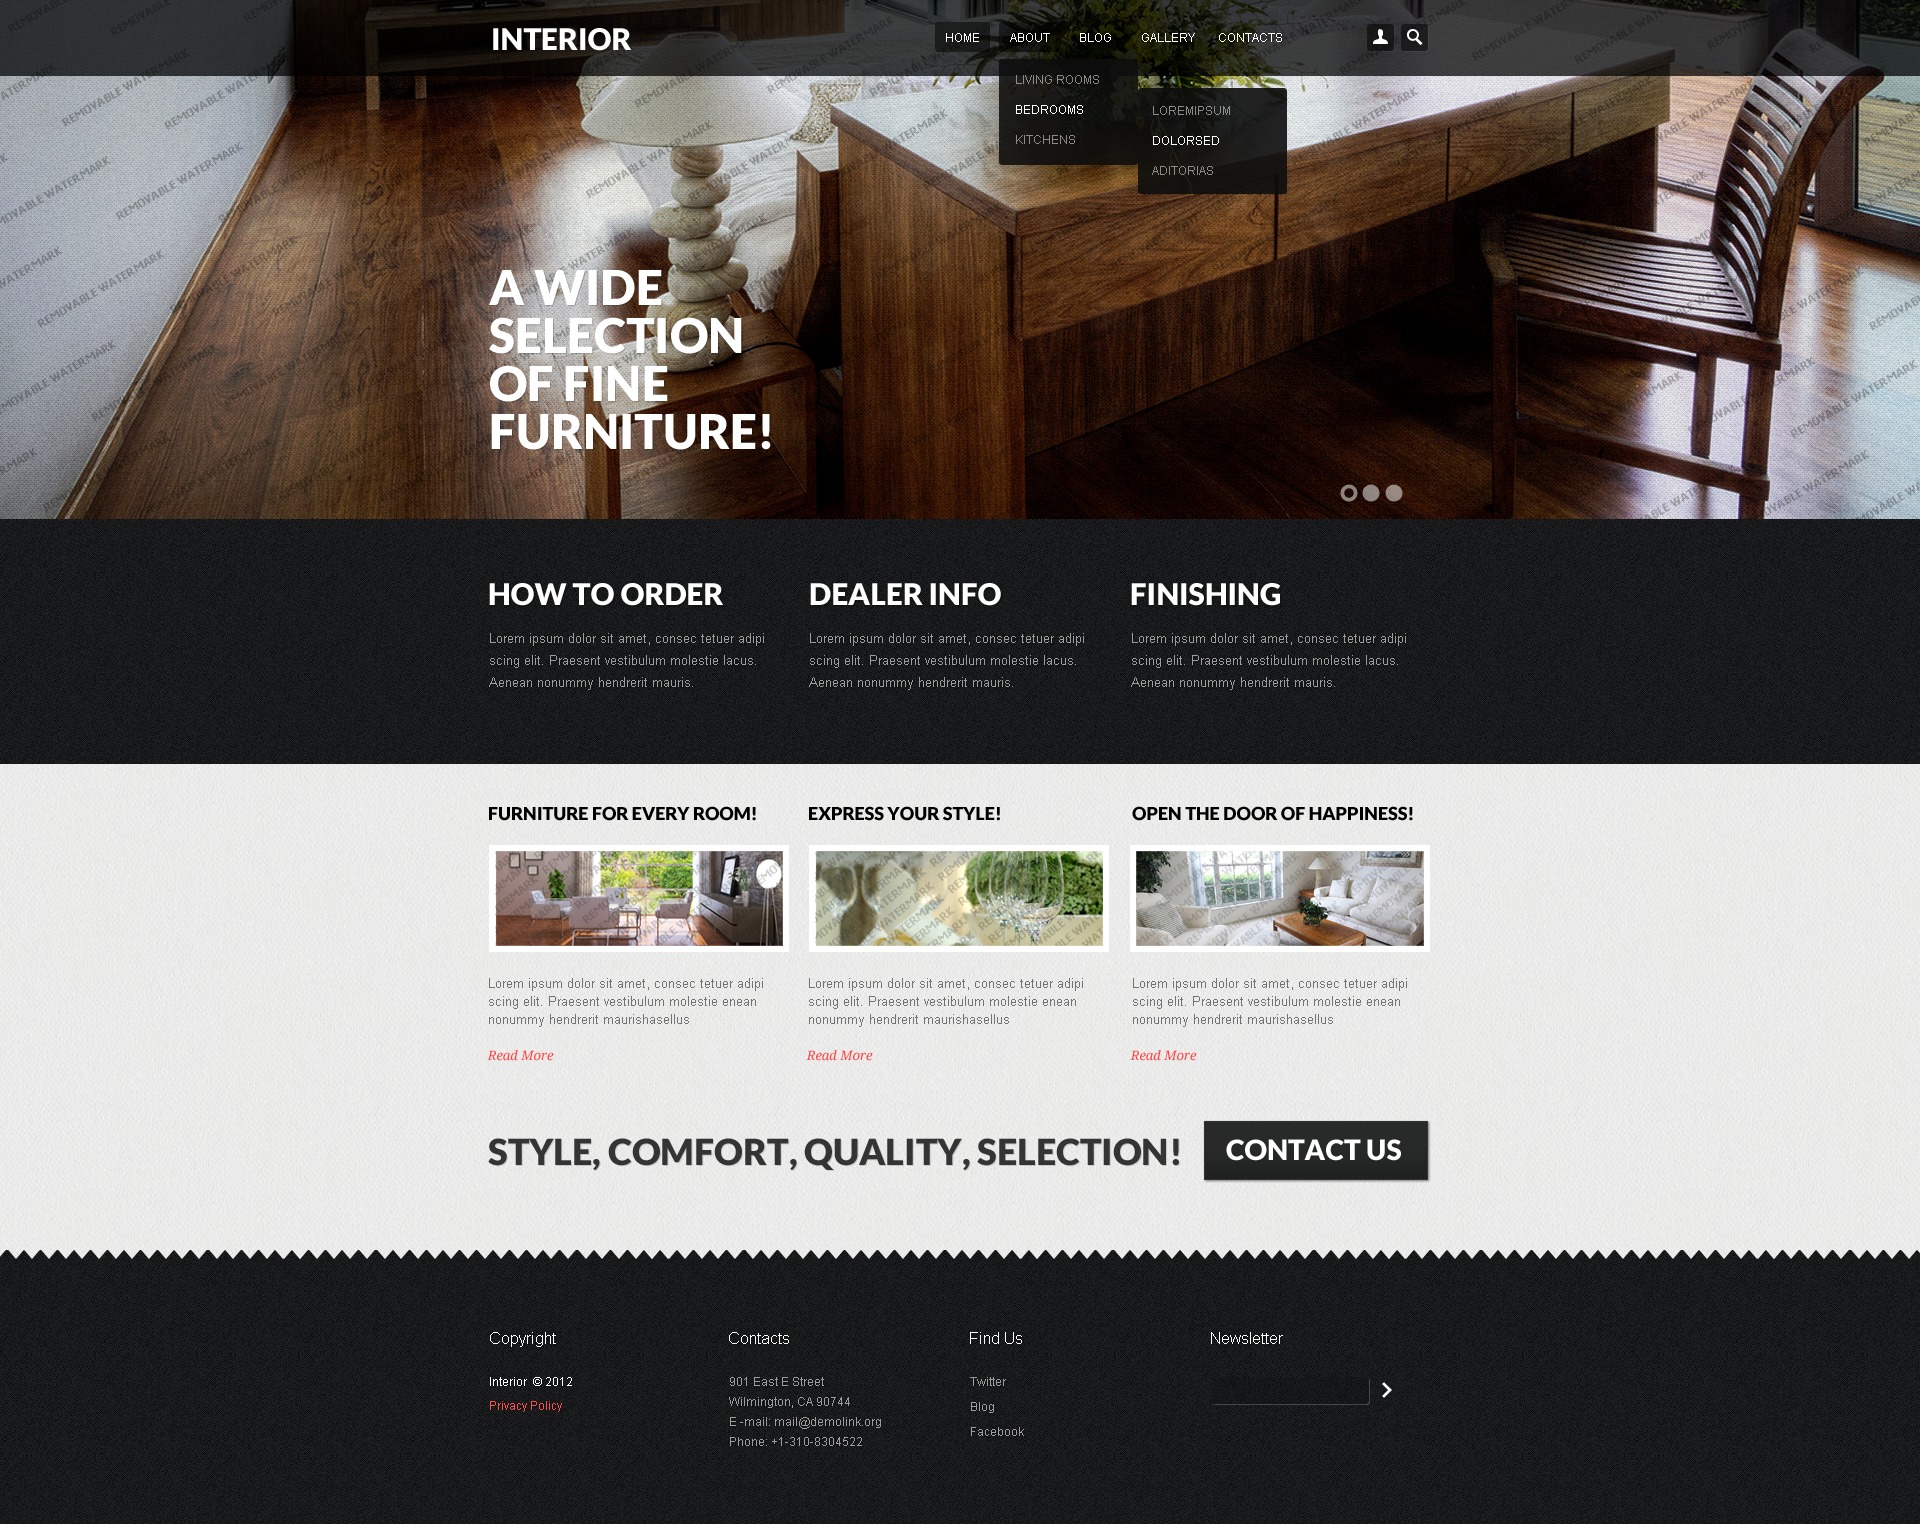 INTERIOR
HOME ABOUT BLOG GALLERY CONTACTS
LIVING ROOMS
BEDROOMS
KITCHENS
LOREMIPSUM
DOLORSED
ADITORIAS
A WIDE
SELECTION
OF FINE
FURNITURE!
REMOVABLE WATERMARK
HOW TO ORDER
Lorem ipsum dolor sit amet, consec tetuer adipi
scing elit. Praesent vestibulum molestie lacus.
Aenean nonummy hendrerit mauris.
DEALER INFO
Lorem ipsum dolor sit amet, consec tetuer adipi
scing elit. Praesent vestibulum molestie lacus.
Aenean nonummy hendrerit mauris.
FINISHING
Lorem ipsum dolor sit amet, consec tetuer adipi
scing elit. Praesent vestibulum molestie lacus.
Aenean nonummy hendrerit mauris.
FURNITURE FOR EVERY ROOM!
Lorem ipsum dolor sit amet, consec tetuer adipi
scing elit. Praesent vestibulum molestie enean
nonummy hendrerit maurishasellus
Read More
EXPRESS YOUR STYLE!
Lorem ipsum dolor sit amet, consec tetuer adipi
scing elit. Praesent vestibulum molestie enean
nonummy hendrerit maurishasellus
Read More
OPEN THE DOOR OF HAPPINESS!
Lorem ipsum dolor sit amet, consec tetuer adipi
scing elit. Praesent vestibulum molestie enean
nonummy hendrerit maurishasellus
Read More
STYLE, COMFORT, QUALITY, SELECTION!
CONTACT US
Copyright
Interior © 2012
Privacy Policy
Contacts
901 East E Street
Wilmington, CA 90744
E-mail: mail@demolink.org
Phone: +1-310-8304522
Find Us
Twitter
Blog
Facebook
Newsletter